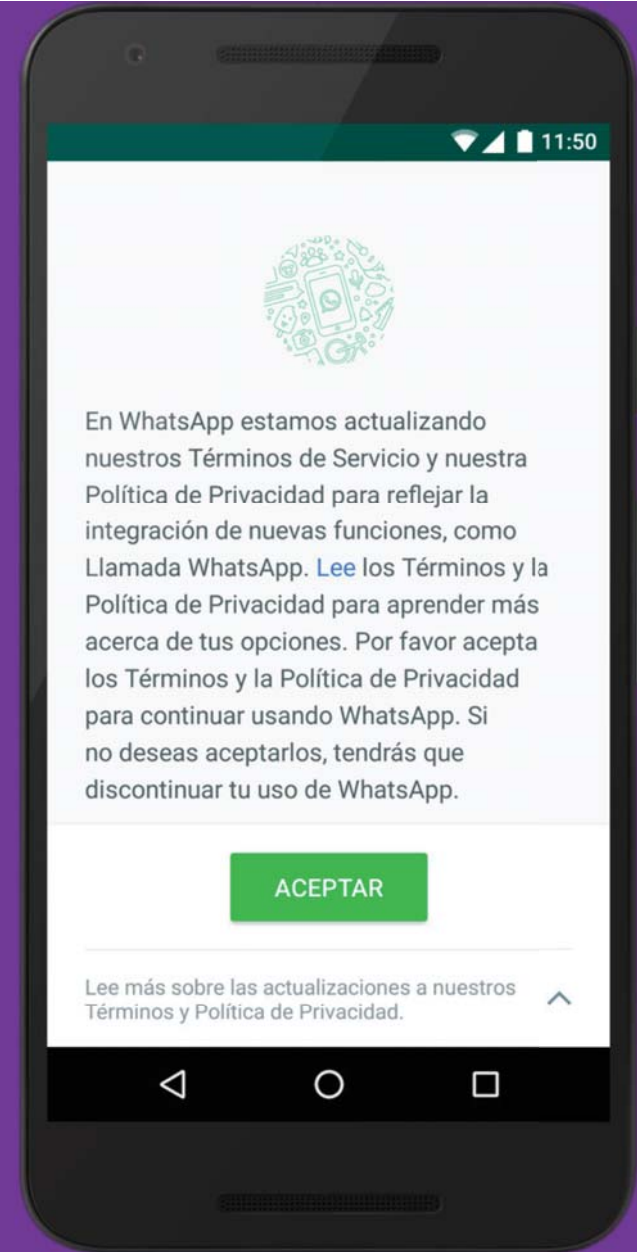 11:50
En WhatsApp estamos actualizando
nuestros Términos de Servicio y nuestra
Política de Privacidad para reflejar la
integración de nuevas funciones, como
Llamada WhatsApp. Lee los Términos y la
Política de Privacidad para aprender más
acerca de tus opciones. Por favor acepta
los Términos y la Política de Privacidad
para continuar usando WhatsApp. Si
no deseas aceptarlos, tendrás que
discontinuar tu uso de WhatsApp.
ACEPTAR
Lee más sobre las actualizaciones a nuestros
Términos y Política de Privacidad.